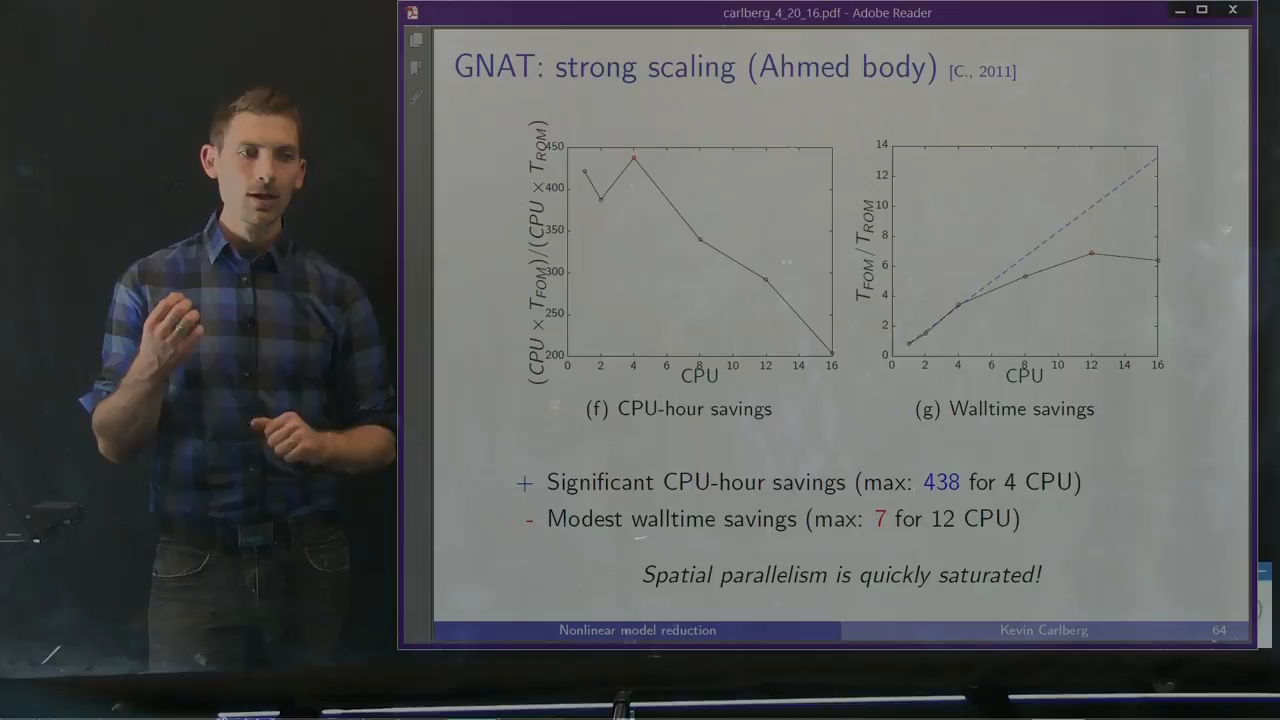 carlberg_4_20_16.pdf - Adobe Reader
GNAT: strong scaling (Ahmed body) [C., 2011]
(CPU × T_FOM)/(CPU × T_ROM)
450
400
350
300
250
200
0 2 4 6 8 10 12 14 16
CPU
(f) CPU-hour savings
T_FOM / T_ROM
14
12
10
8
6
4
2
0
0 2 4 6 8 10 12 14 16
CPU
(g) Walltime savings
+ Significant CPU-hour savings (max: 438 for 4 CPU)
- Modest walltime savings (max: 7 for 12 CPU)
Spatial parallelism is quickly saturated!
Nonlinear model reduction Kevin Carlberg 64